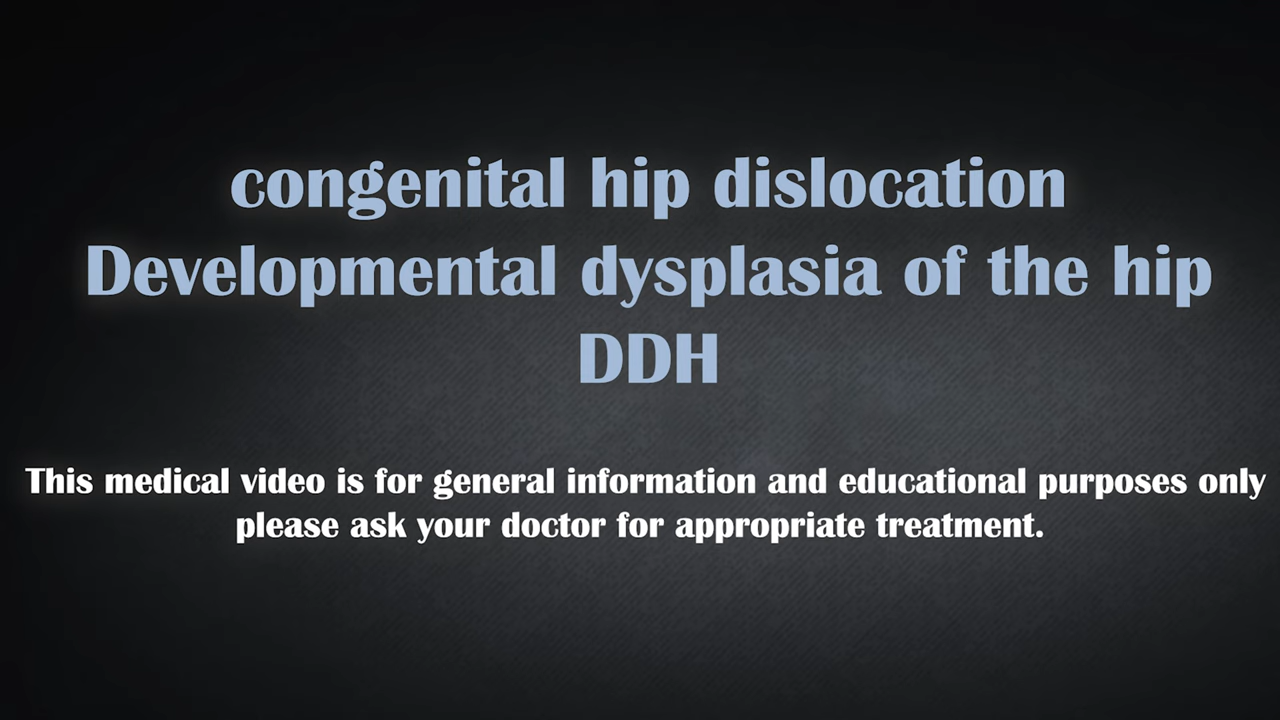 congenital hip dislocation
Developmental dysplasia of the hip
DDH
This medical video is for general information and educational purposes only
please ask your doctor for appropriate treatment.